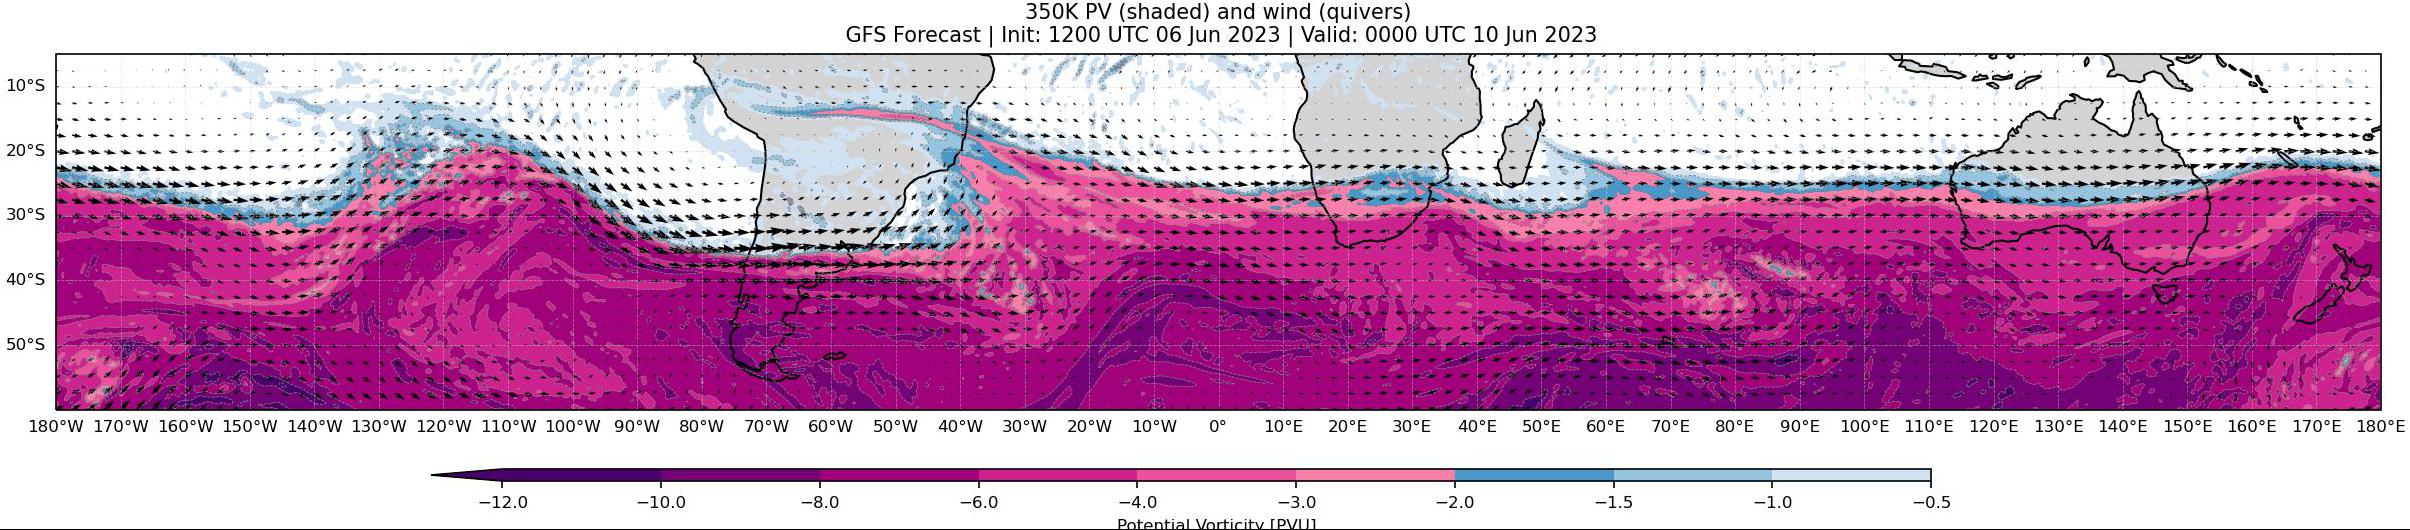 350K PV (shaded) and wind (quivers)
GFS Forecast | Init: 1200 UTC 06 Jun 2023 | Valid: 0000 UTC 10 Jun 2023
10°S
20°S
30°S
40°S
50°S
180°W 170°W 160°W 150°W 140°W 130°W 120°W 110°W 100°W 90°W 80°W 70°W 60°W 50°W 40°W 30°W 20°W 10°W 0° 10°E 20°E 30°E 40°E 50°E 60°E 70°E 80°E 90°E 100°E 110°E 120°E 130°E 140°E 150°E 160°E 170°E 180°E
−12.0 −10.0 −8.0 −6.0 −4.0 −3.0 −2.0 −1.5 −1.0 −0.5
Potential Vorticity [PVU]